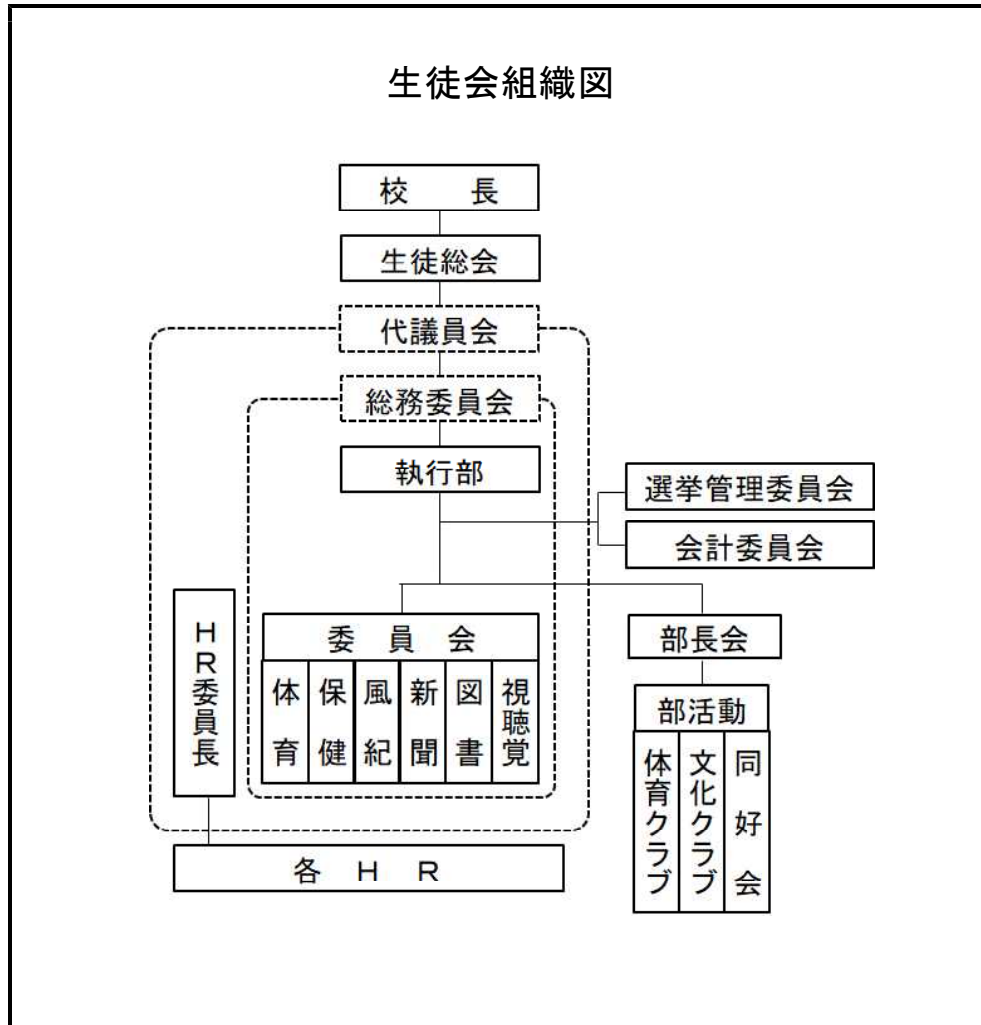 生徒会組織図
校　長
生徒総会
代議員会
総務委員会
執行部
選挙管理委員会
会計委員会
HR委員長
委員会
体育
保健
風紀
新聞
図書
視聴覚
部長会
部活動
体育クラブ
文化クラブ
同好会
各HR